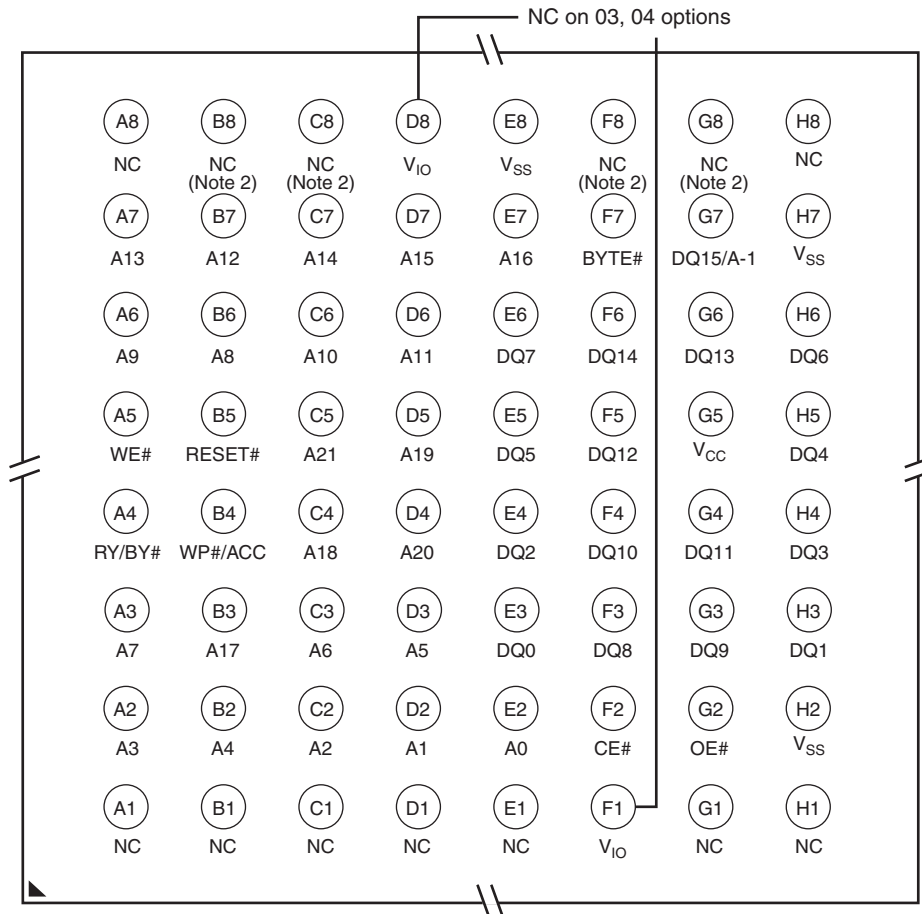 NC on 03, 04 options
A8 B8 C8 D8 E8 F8 G8 H8
NC NC NC VIO VSS NC NC NC
(Note 2) (Note 2) (Note 2) (Note 2)
A7 B7 C7 D7 E7 F7 G7 H7
A13 A12 A14 A15 A16 BYTE# DQ15/A-1 VSS
A6 B6 C6 D6 E6 F6 G6 H6
A9 A8 A10 A11 DQ7 DQ14 DQ13 DQ6
A5 B5 C5 D5 E5 F5 G5 H5
WE# RESET# A21 A19 DQ5 DQ12 VCC DQ4
A4 B4 C4 D4 E4 F4 G4 H4
RY/BY# WP#/ACC A18 A20 DQ2 DQ10 DQ11 DQ3
A3 B3 C3 D3 E3 F3 G3 H3
A7 A17 A6 A5 DQ0 DQ8 DQ9 DQ1
A2 B2 C2 D2 E2 F2 G2 H2
A3 A4 A2 A1 A0 CE# OE# VSS
A1 B1 C1 D1 E1 F1 G1 H1
NC NC NC NC NC VIO NC NC